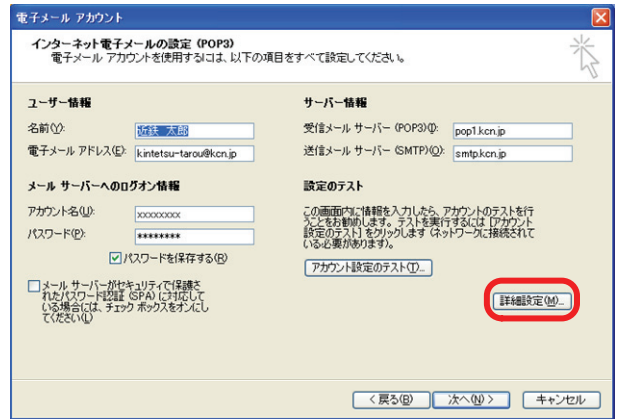 電子メール アカウント
インターネット電子メールの設定 (POP3)
電子メール アカウントを使用するには、以下の項目をすべて設定してください。
ユーザー情報
名前(Y):
近鉄 太郎
電子メール アドレス(E):
kintetsu-tarou@kcn.jp
サーバー情報
受信メール サーバー (POP3)(I):
pop1.kcn.jp
送信メール サーバー (SMTP)(O):
smtp.kcn.jp
メール サーバーへのログオン情報
アカウント名(U):
xxxxxxxx
パスワード(P):
********
パスワードを保存する(R)
メール サーバーがセキュリティで保護さ
れたパスワード認証 (SPA) に対応して
いる場合には、チェック ボックスをオンにし
てください(L)
設定のテスト
この画面内に情報を入力したら、アカウントのテストを行
うことをお勧めします。テストを実行するには [アカウント
設定のテスト] をクリックします (ネットワークに接続されて
いる必要があります)。
アカウント設定のテスト(T)...
詳細設定(M)...
< 戻る(B)
次へ(N) >
キャンセル